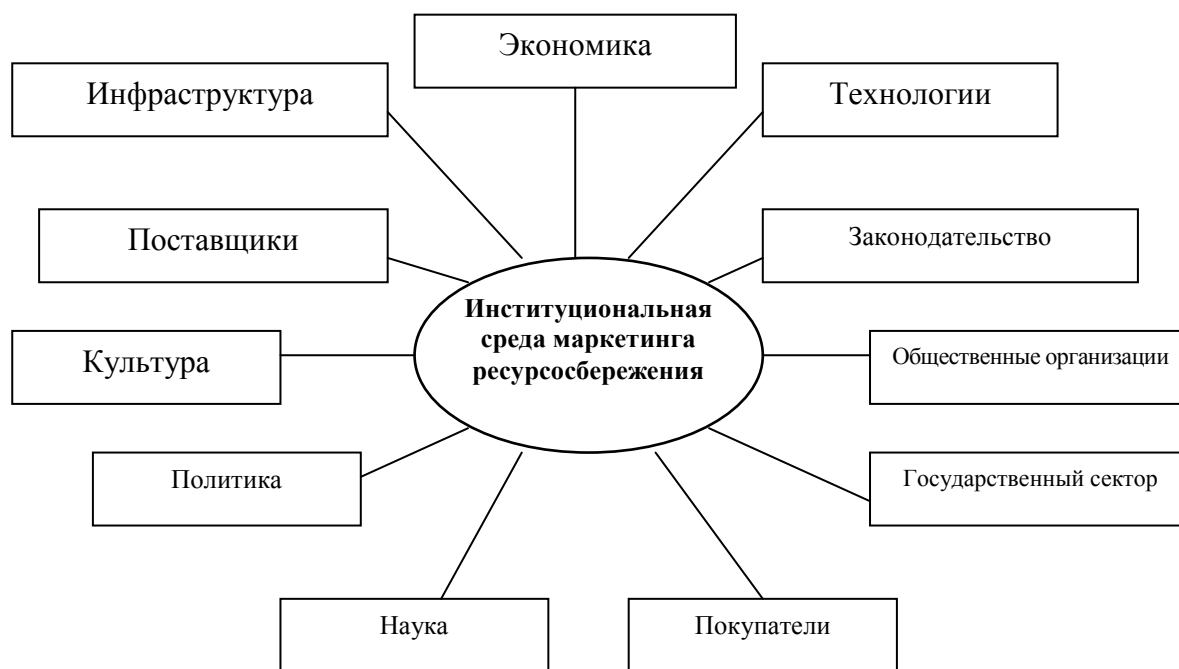 Экономика
Инфраструктура
Технологии
Поставщики
Законодательство
Институциональная
среда маркетинга
ресурсосбережения
Культура
Общественные организации
Политика
Государственный сектор
Наука
Покупатели